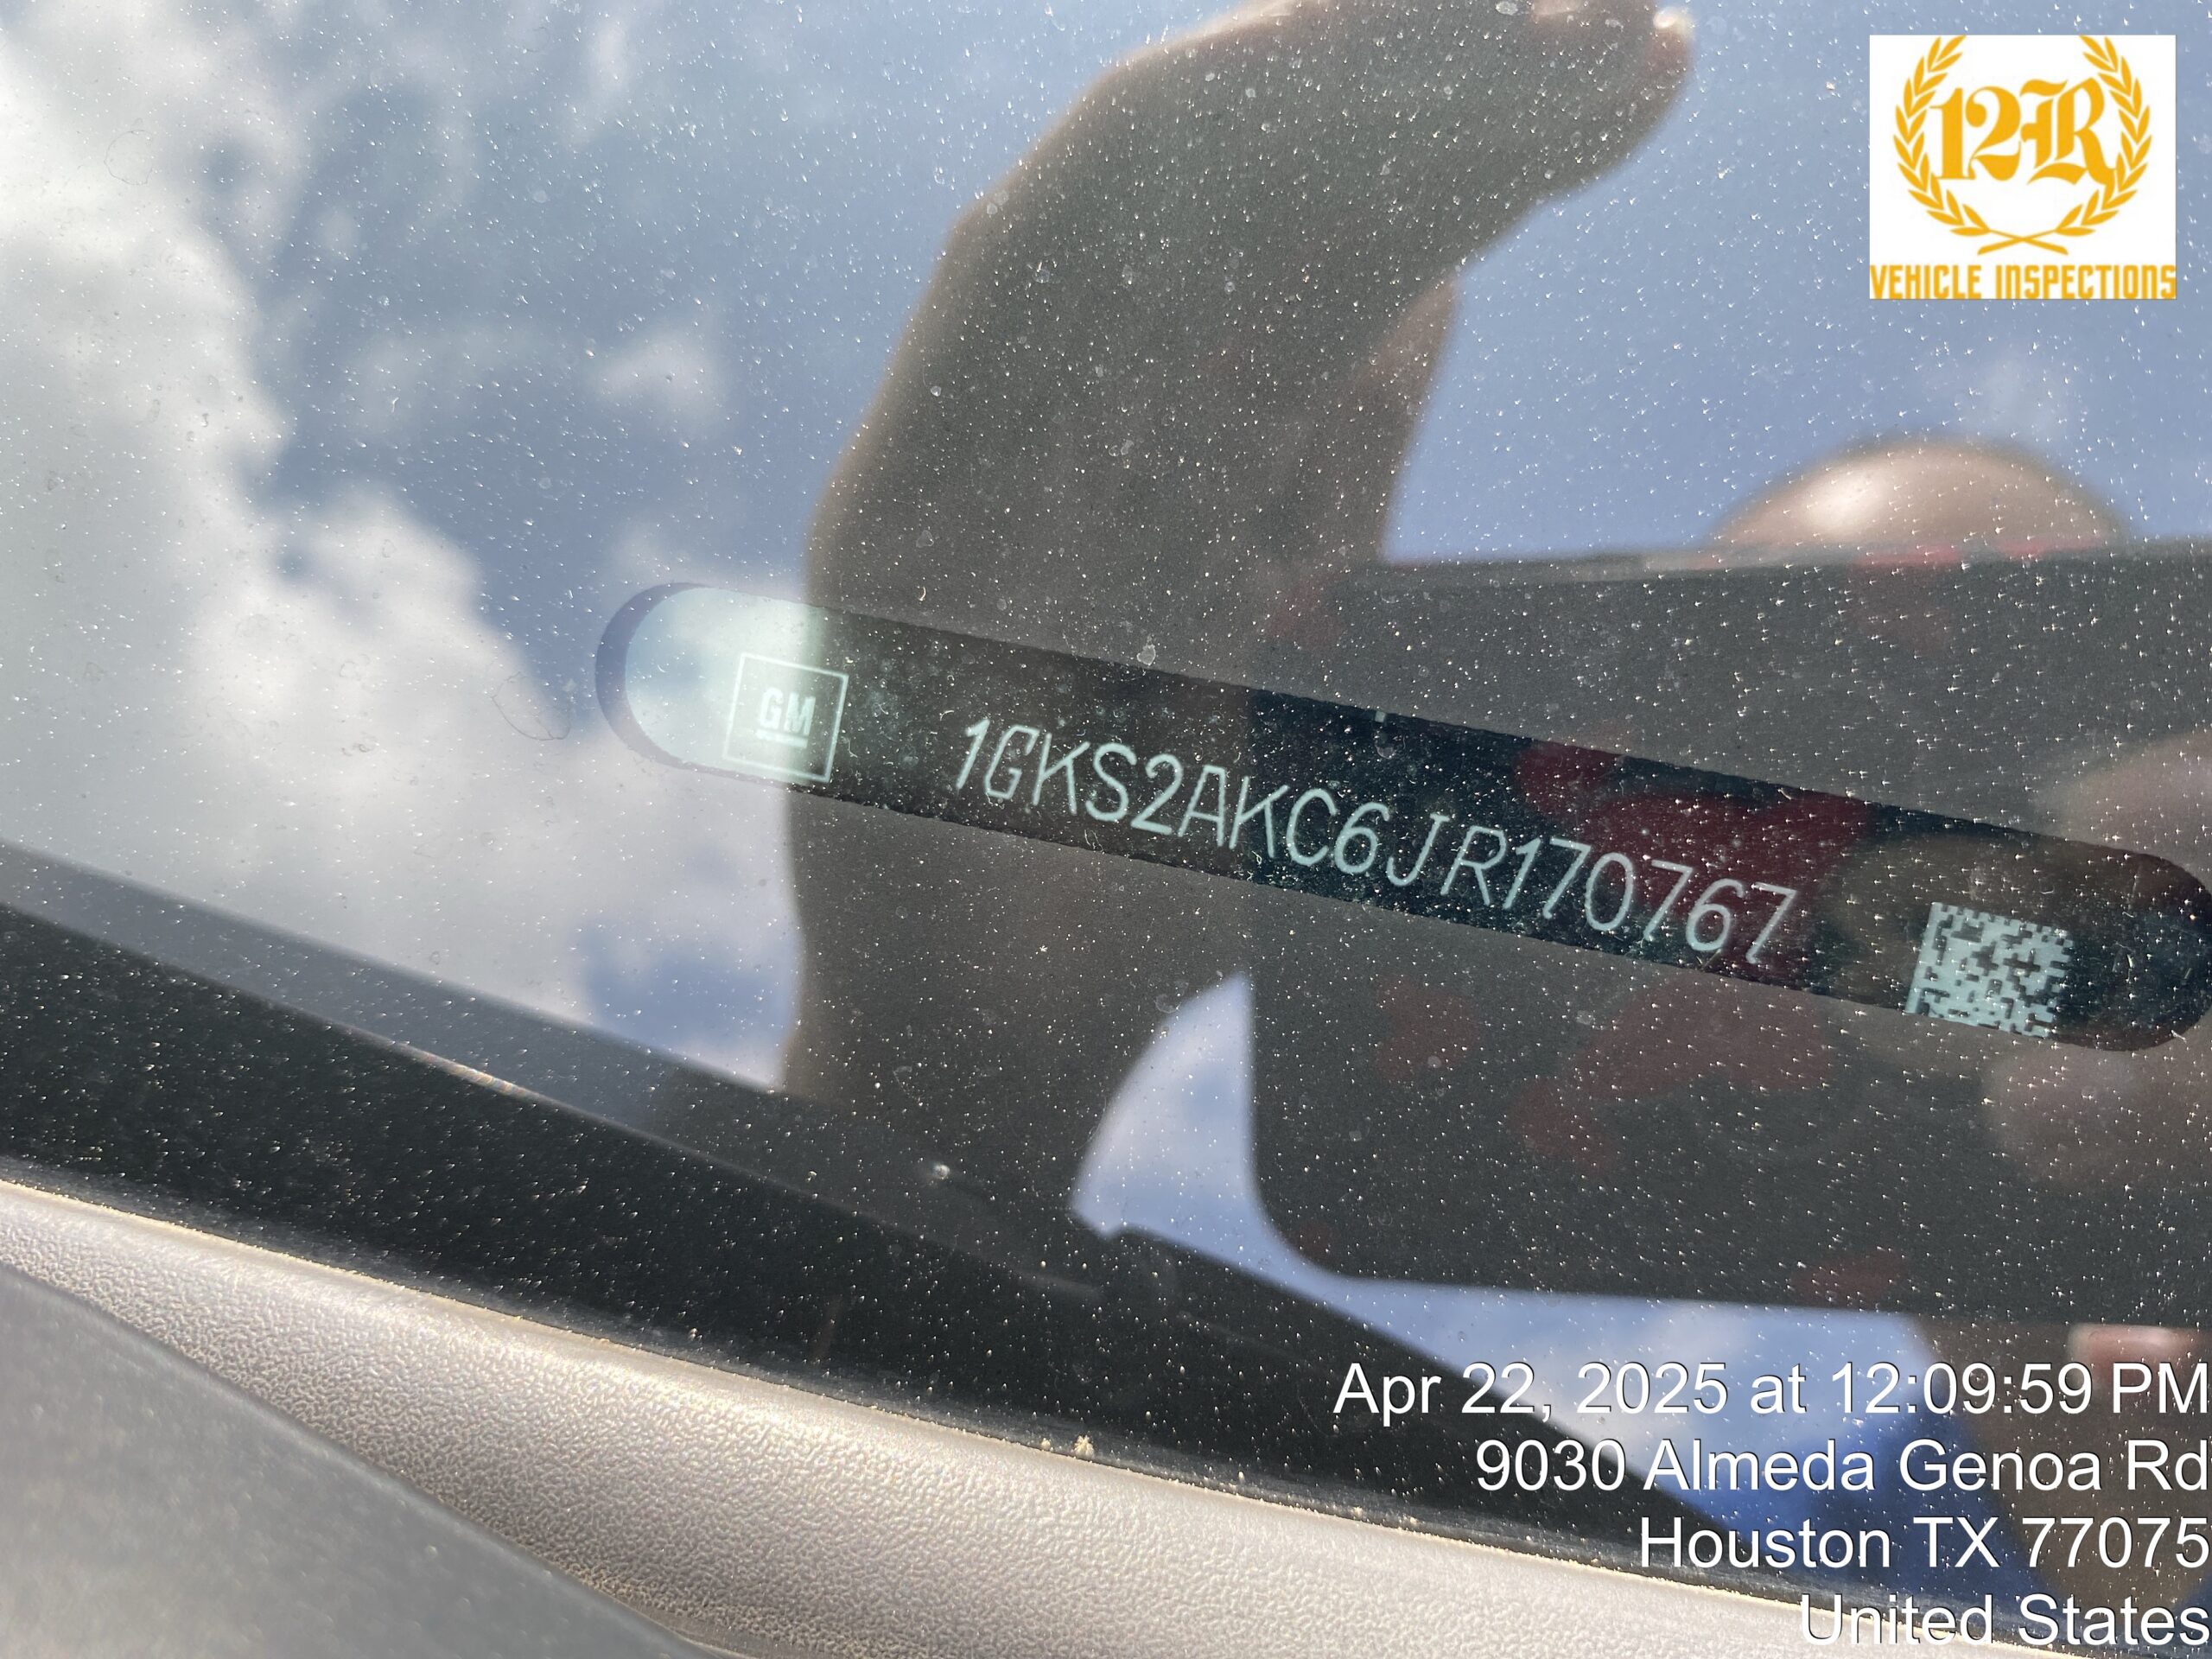 12R
VEHICLE INSPECTIONS
GM
1GKS2AKC6JR170767
Apr 22, 2025 at 12:09:59 PM
9030 Almeda Genoa Rd
Houston TX 77075
United States